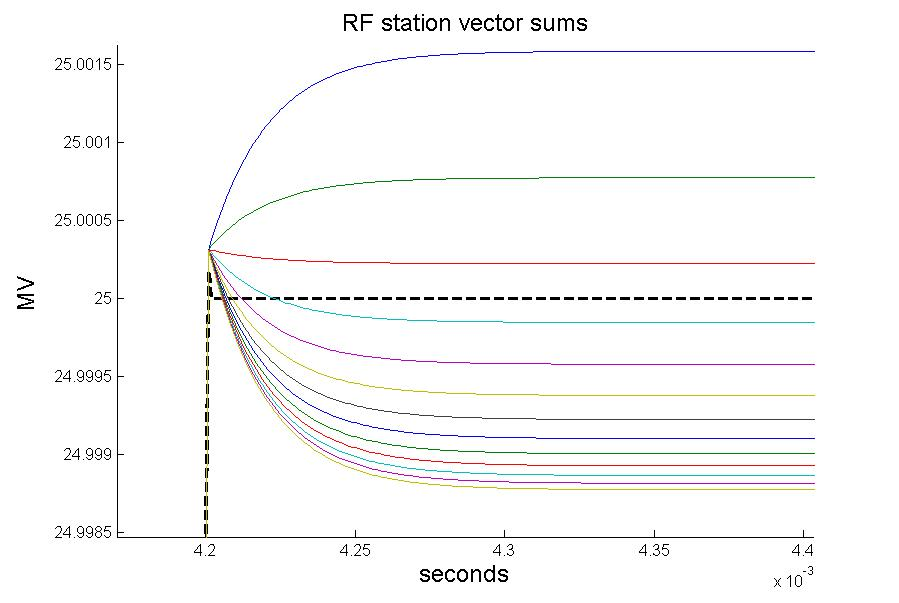 RF station vector sums
MV
25.0015
25.001
25.0005
25
24.9995
24.999
24.9985
4.2 4.25 4.3 4.35 4.4
seconds
x 10-3